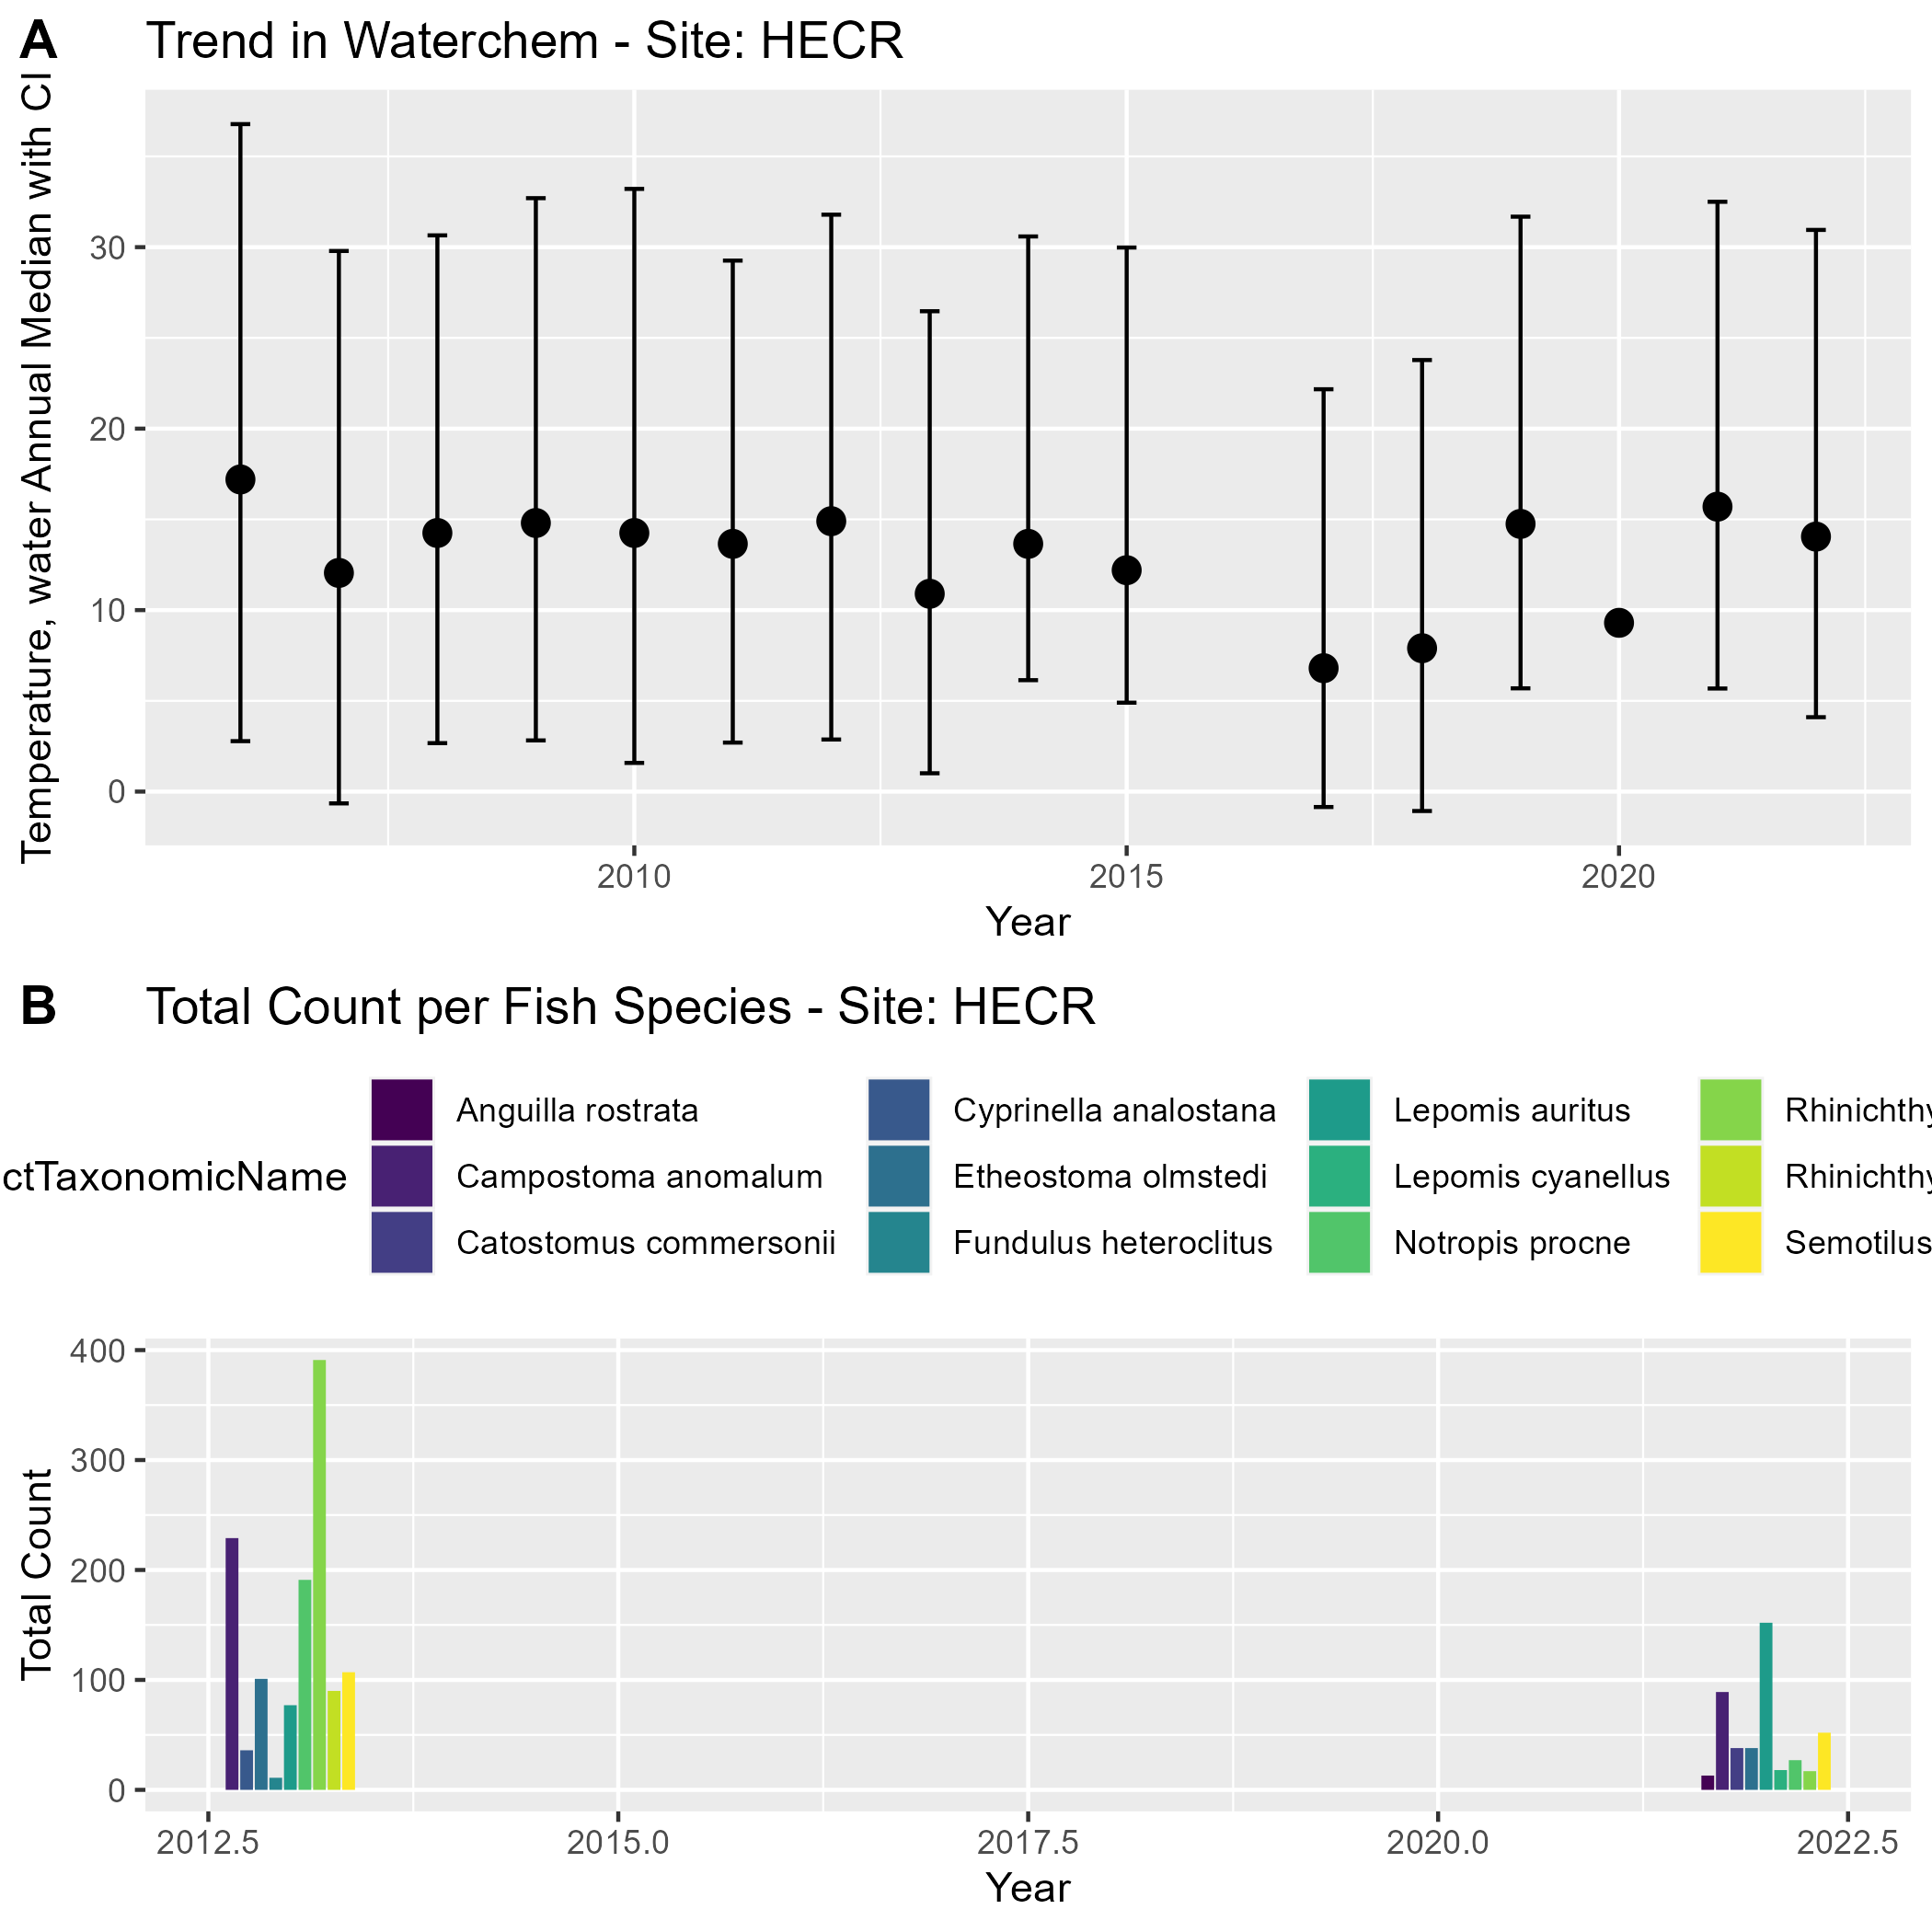 A Trend in Waterchem - Site: HECR
Temperature, water Annual Median with CI
30
20
10
0
2010 2015 2020
Year
B Total Count per Fish Species - Site: HECR
ctTaxonomicName
Anguilla rostrata Cyprinella analostana Lepomis auritus Rhinichthy
Campostoma anomalum Etheostoma olmstedi Lepomis cyanellus Rhinichthy
Catostomus commersonii Fundulus heteroclitus Notropis procne Semotilus
Total Count
400
300
200
100
0
2012.5 2015.0 2017.5 2020.0 2022.5
Year